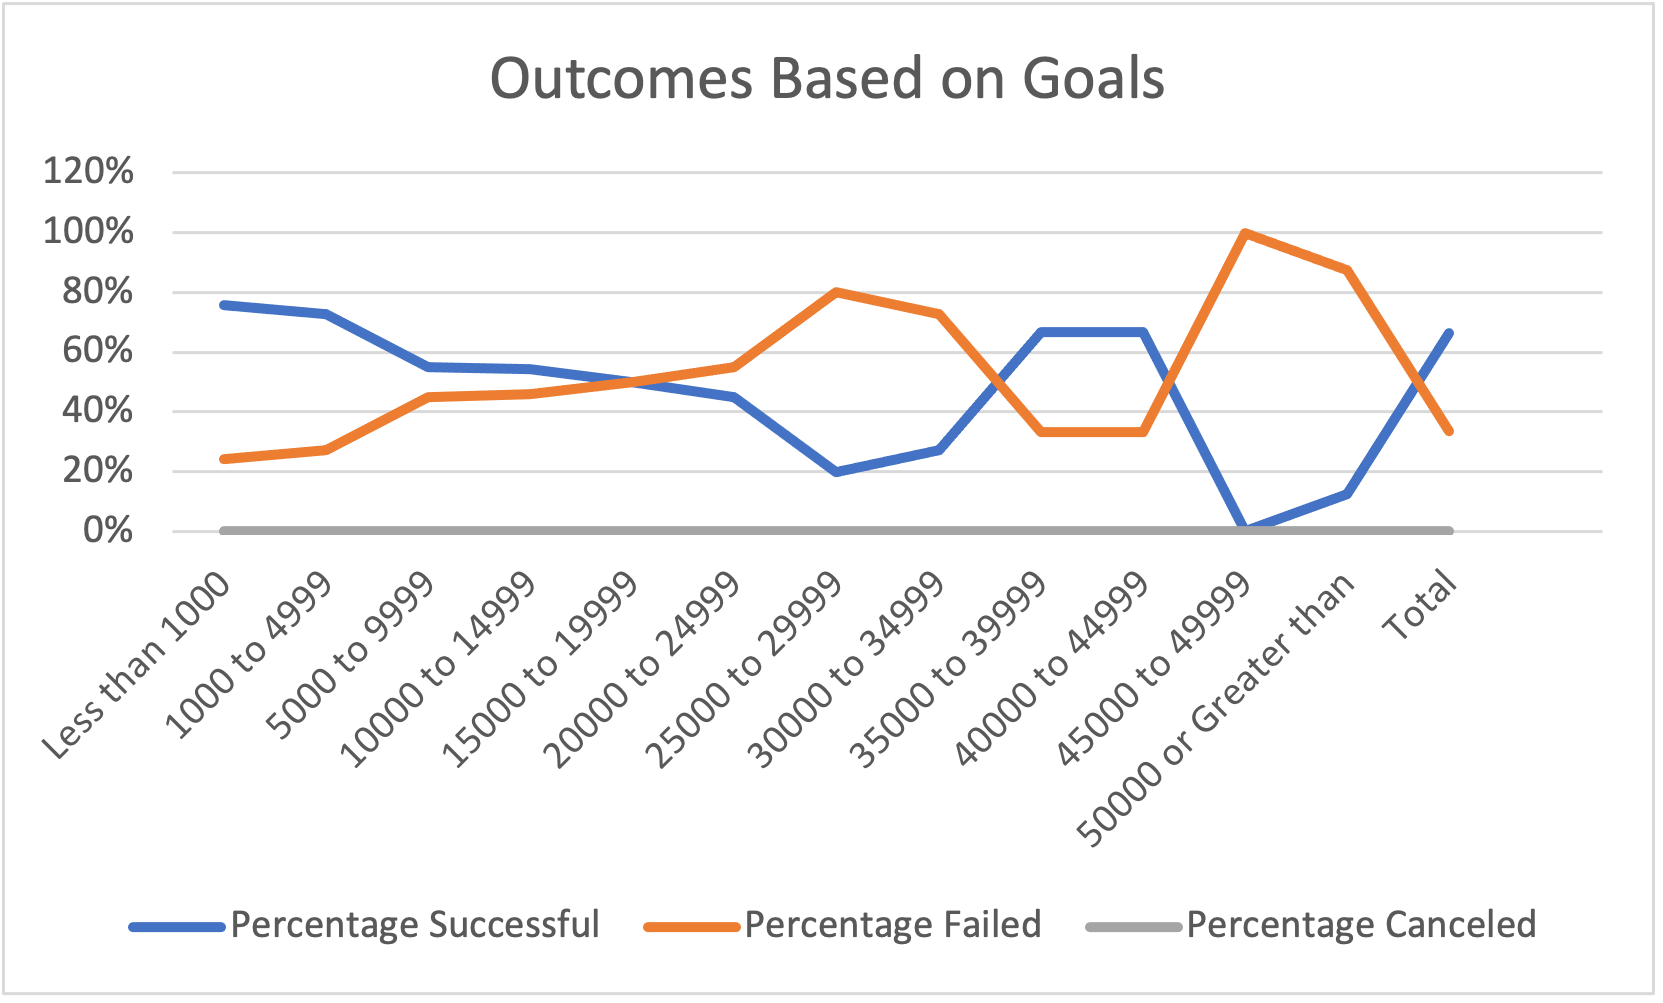 Outcomes Based on Goals
120%
100%
80%
60%
40%
20%
0%
Less than 1000
1000 to 4999
5000 to 9999
10000 to 14999
15000 to 19999
20000 to 24999
25000 to 29999
30000 to 34999
35000 to 39999
40000 to 44999
45000 to 49999
50000 or Greater than
Total
Percentage Successful
Percentage Failed
Percentage Canceled